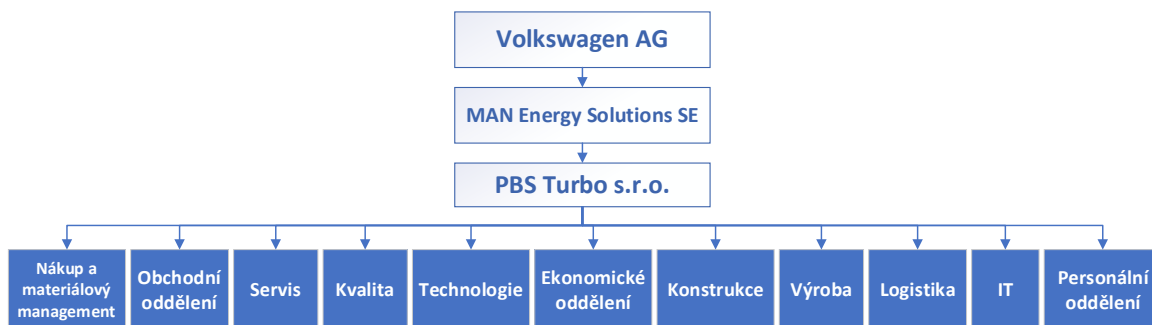 Volkswagen AG
MAN Energy Solutions SE
PBS Turbo s.r.o.
Nákup a
materiálový
management
Obchodní
oddělení
Servis
Kvalita
Technologie
Ekonomické
oddělení
Konstrukce
Výroba
Logistika
IT
Personální
oddělení